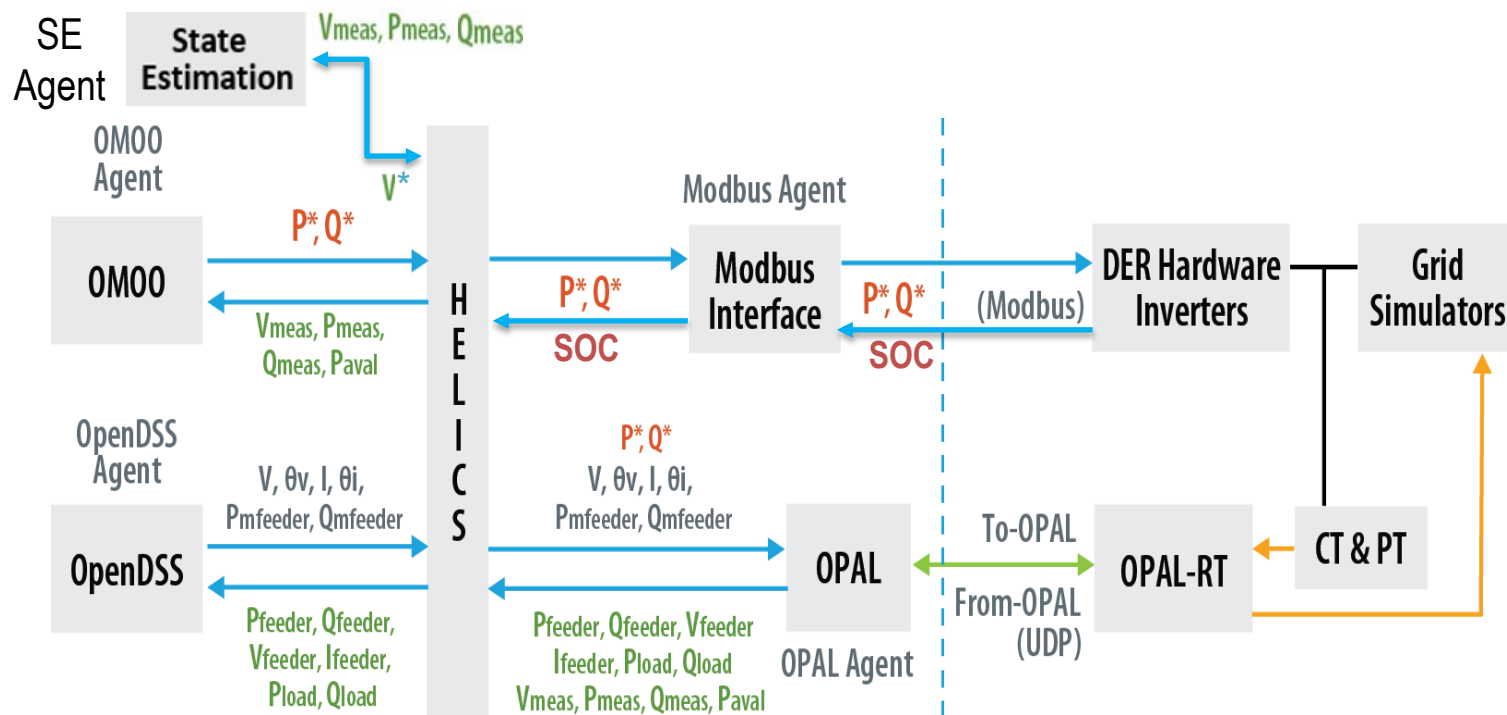 SE
Agent
State
Estimation
Vmeas, Pmeas, Qmeas
V*
OMOO
Agent
OMOO
P*, Q*
Vmeas, Pmeas,
Qmeas, Paval
HELICS
Modbus Agent
Modbus
Interface
P*, Q*
SOC
P*, Q*
SOC
(Modbus)
DER Hardware
Inverters
Grid
Simulators
OpenDSS
Agent
OpenDSS
V, θv, I, θi,
Pmfeeder, Qmfeeder
Pfeeder, Qfeeder,
Vfeeder, Ifeeder,
Pload, Qload
P*, Q*
V, θv, I, θi,
Pmfeeder, Qmfeeder
Pfeeder, Qfeeder, Vfeeder
Ifeeder, Pload, Qload
Vmeas, Pmeas, Qmeas, Paval
OPAL
OPAL Agent
To-OPAL
From-OPAL
(UDP)
OPAL-RT
CT & PT